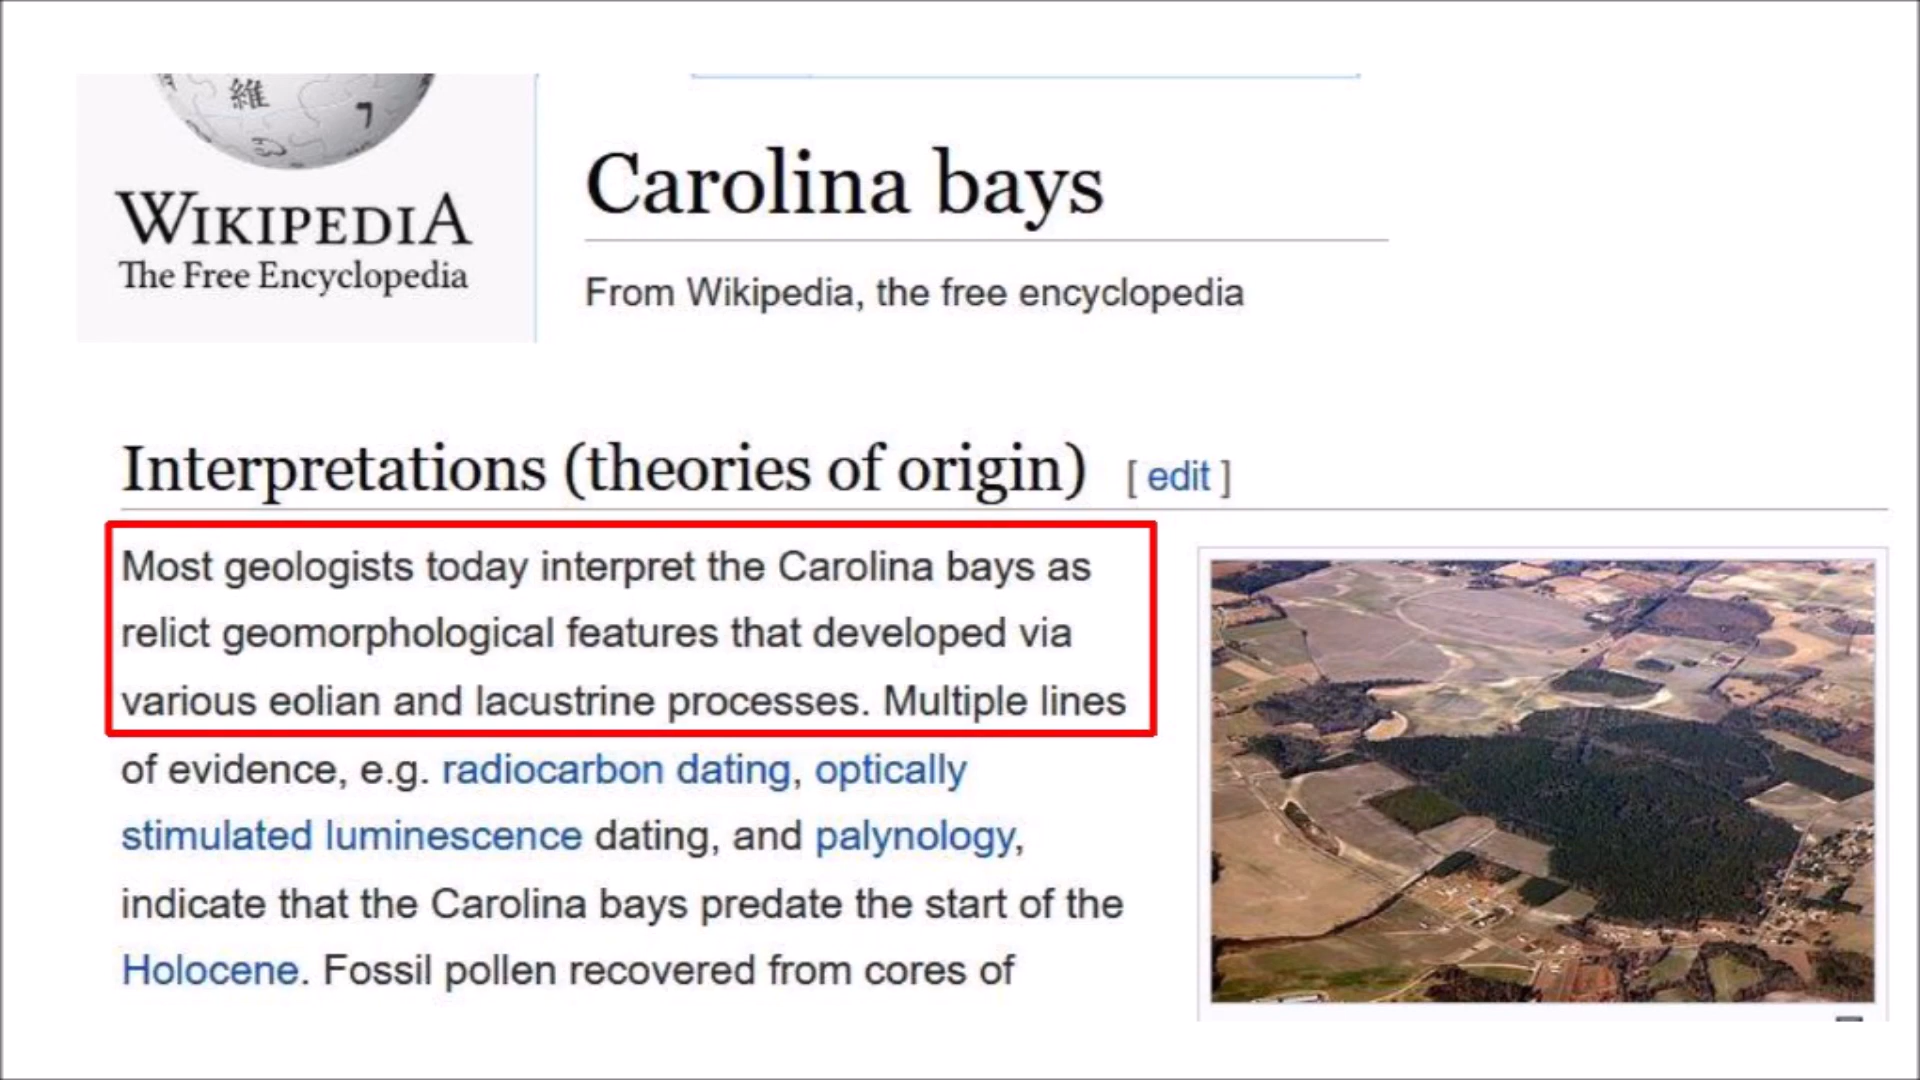 維
7
WIKIPEDIA
The Free Encyclopedia
Carolina bays
From Wikipedia, the free encyclopedia
Interpretations (theories of origin) [ edit ]
Most geologists today interpret the Carolina bays as
relict geomorphological features that developed via
various eolian and lacustrine processes. Multiple lines
of evidence, e.g. radiocarbon dating, optically
stimulated luminescence dating, and palynology,
indicate that the Carolina bays predate the start of the
Holocene. Fossil pollen recovered from cores of